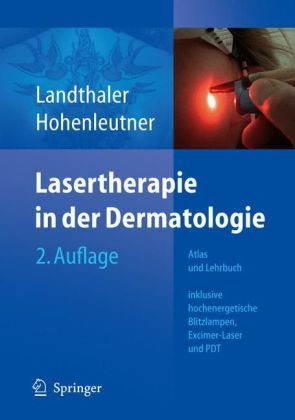 Landthaler
Hohenleutner
Lasertherapie
in der Dermatologie
2. Auflage
Atlas
und Lehrbuch
inklusive
hochenergetische
Blitzlampen,
Excimer-Laser
und PDT
Springer